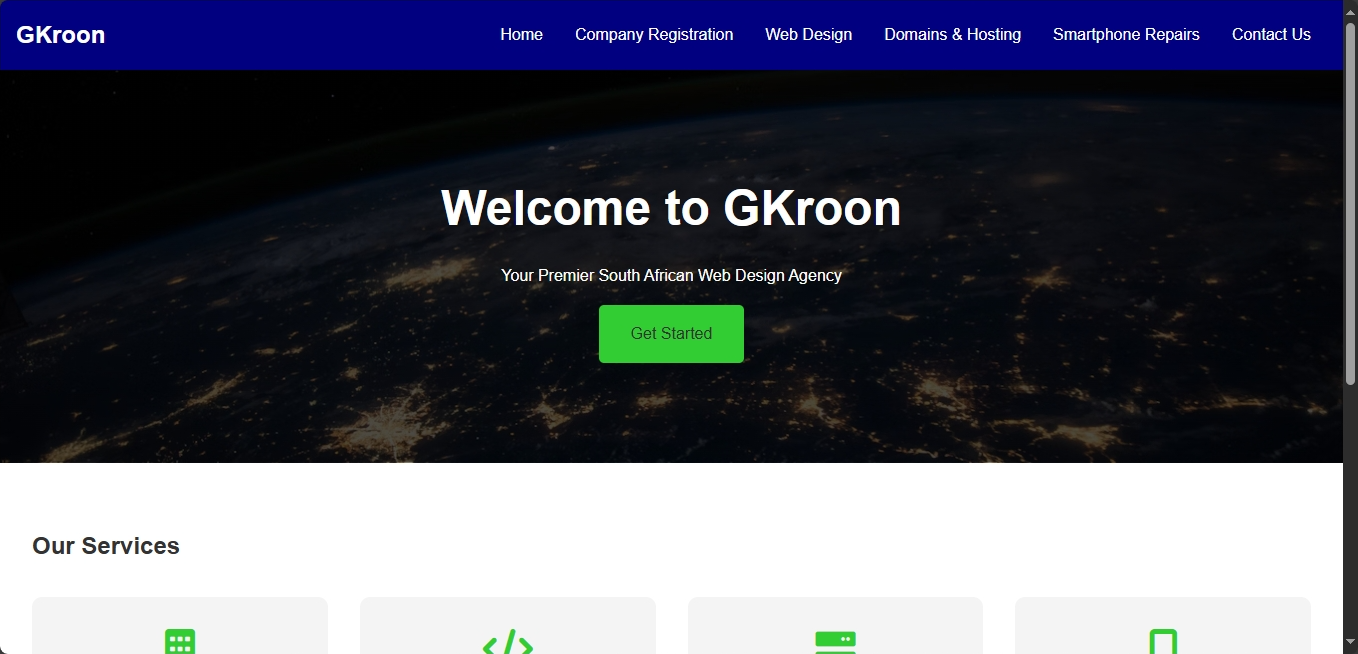 GKroon
Home Company Registration Web Design Domains & Hosting Smartphone Repairs Contact Us
Welcome to GKroon
Your Premier South African Web Design Agency
Get Started
Our Services